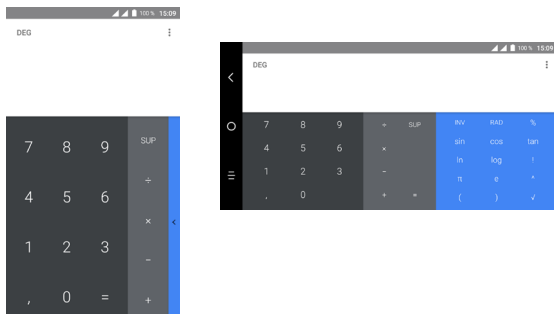 100 % 15:09
DEG
7 8 9 SUP
÷
4 5 6
×
1 2 3
−
, 0 = +
100 % 15:09
DEG
7 8 9 ÷ SUP INV RAD %
4 5 6 × sin cos tan
1 2 3 − ln log !
π e ^
, 0 + = ( ) √